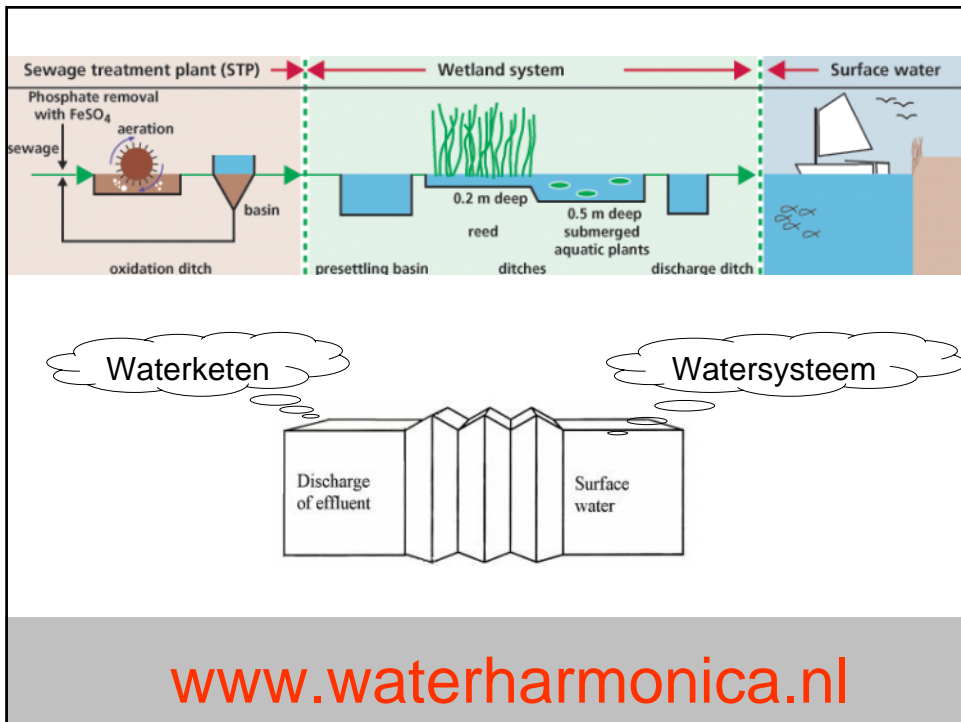 Sewage treatment plant (STP)
Wetland system
Surface water
Phosphate removal
with FeSO₄
aeration
sewage
basin
oxidation ditch
0.2 m deep
reed
0.5 m deep
submerged
aquatic plants
presettling basin
ditches
discharge ditch
Waterketen
Watersysteem
Discharge
of effluent
Surface
water
www.waterharmonica.nl